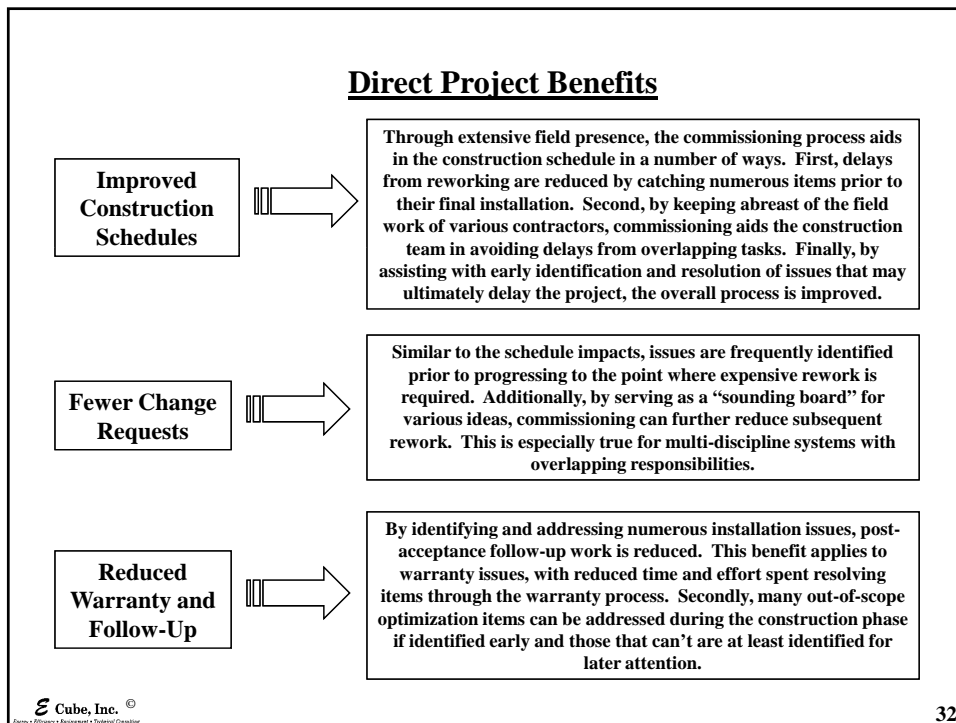 Direct Project Benefits
Improved
Construction
Schedules
Through extensive field presence, the commissioning process aids
in the construction schedule in a number of ways. First, delays
from reworking are reduced by catching numerous items prior to
their final installation. Second, by keeping abreast of the field
work of various contractors, commissioning aids the construction
team in avoiding delays from overlapping tasks. Finally, by
assisting with early identification and resolution of issues that may
ultimately delay the project, the overall process is improved.
Fewer Change
Requests
Similar to the schedule impacts, issues are frequently identified
prior to progressing to the point where expensive rework is
required. Additionally, by serving as a “sounding board” for
various ideas, commissioning can further reduce subsequent
rework. This is especially true for multi-discipline systems with
overlapping responsibilities.
Reduced
Warranty and
Follow-Up
By identifying and addressing numerous installation issues, post-
acceptance follow-up work is reduced. This benefit applies to
warranty issues, with reduced time and effort spent resolving
items through the warranty process. Secondly, many out-of-scope
optimization items can be addressed during the construction phase
if identified early and those that can’t are at least identified for
later attention.
E Cube, Inc. ©
Energy • Efficiency • Environment • Technical Consulting
32